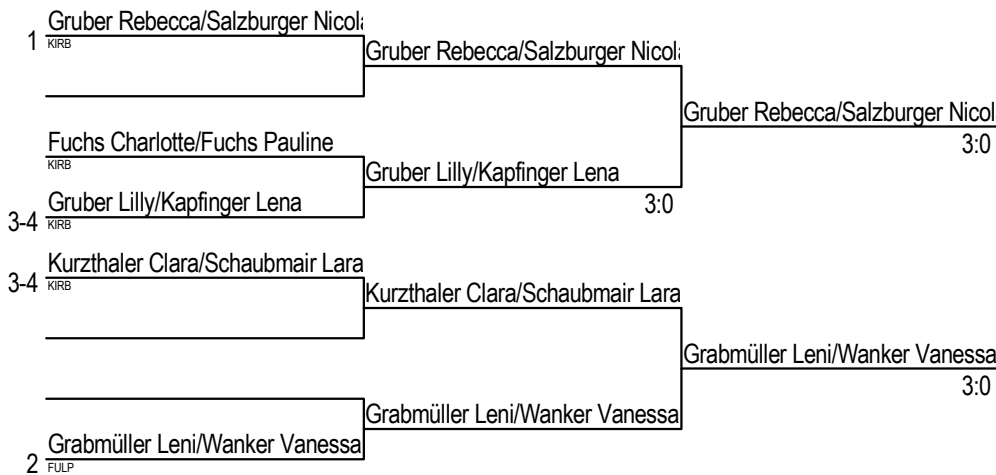 Gruber Rebecca/Salzburger Nicol
1 KIRB
Gruber Rebecca/Salzburger Nicol
Gruber Rebecca/Salzburger Nicol
3:0
Fuchs Charlotte/Fuchs Pauline
KIRB
Gruber Lilly/Kapfinger Lena
3:0
Gruber Lilly/Kapfinger Lena
3-4 KIRB
Kurzthaler Clara/Schaubmair Lara
3-4 KIRB
Kurzthaler Clara/Schaubmair Lara
Grabmüller Leni/Wanker Vanessa
3:0
Grabmüller Leni/Wanker Vanessa
Grabmüller Leni/Wanker Vanessa
2 FULP